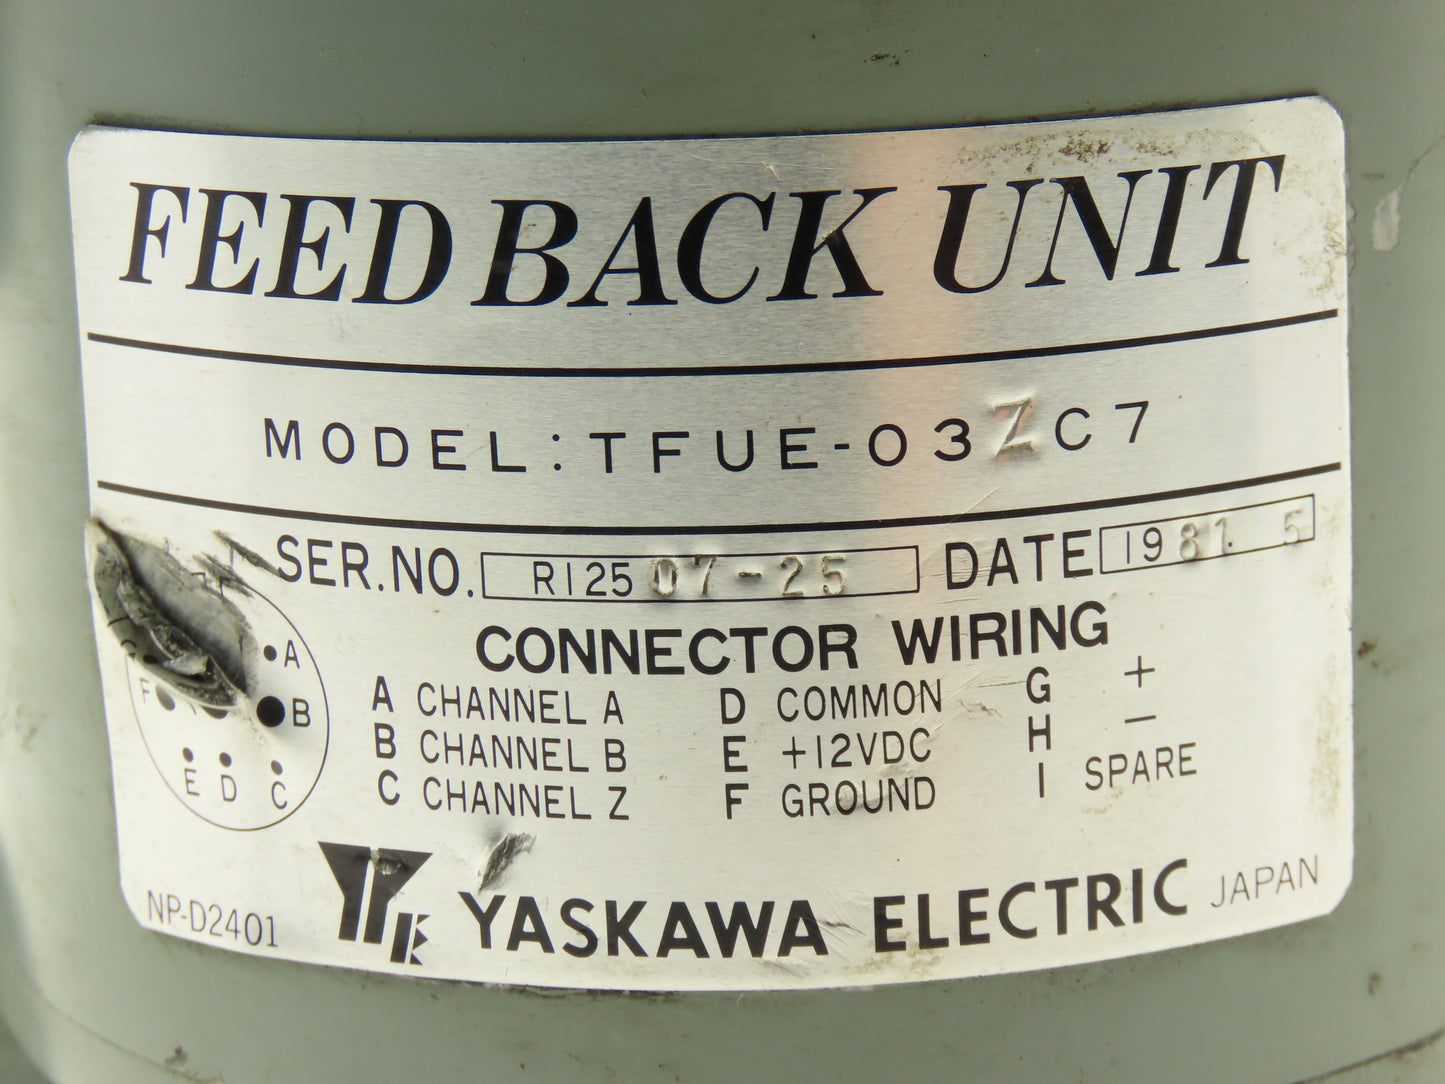 FEED BACK UNIT
MODEL: TFUE-03ZC7
SER.NO. R12507-25 DATE 1981. 5
CONNECTOR WIRING
A CHANNEL A D COMMON G +
B CHANNEL B E +12VDC H −
C CHANNEL Z F GROUND I SPARE
A
F B
E D C
NP-D2401 YE YASKAWA ELECTRIC JAPAN